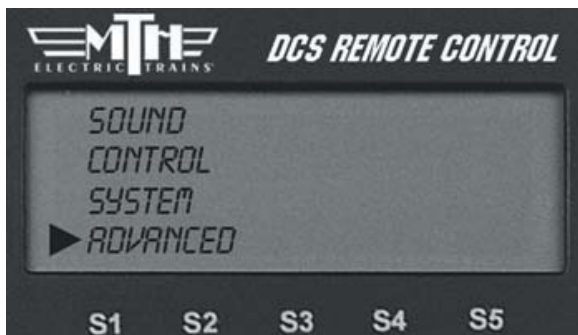 MTH
ELECTRIC TRAINS
DCS REMOTE CONTROL
SOUND
CONTROL
SYSTEM
ADVANCED
S1 S2 S3 S4 S5